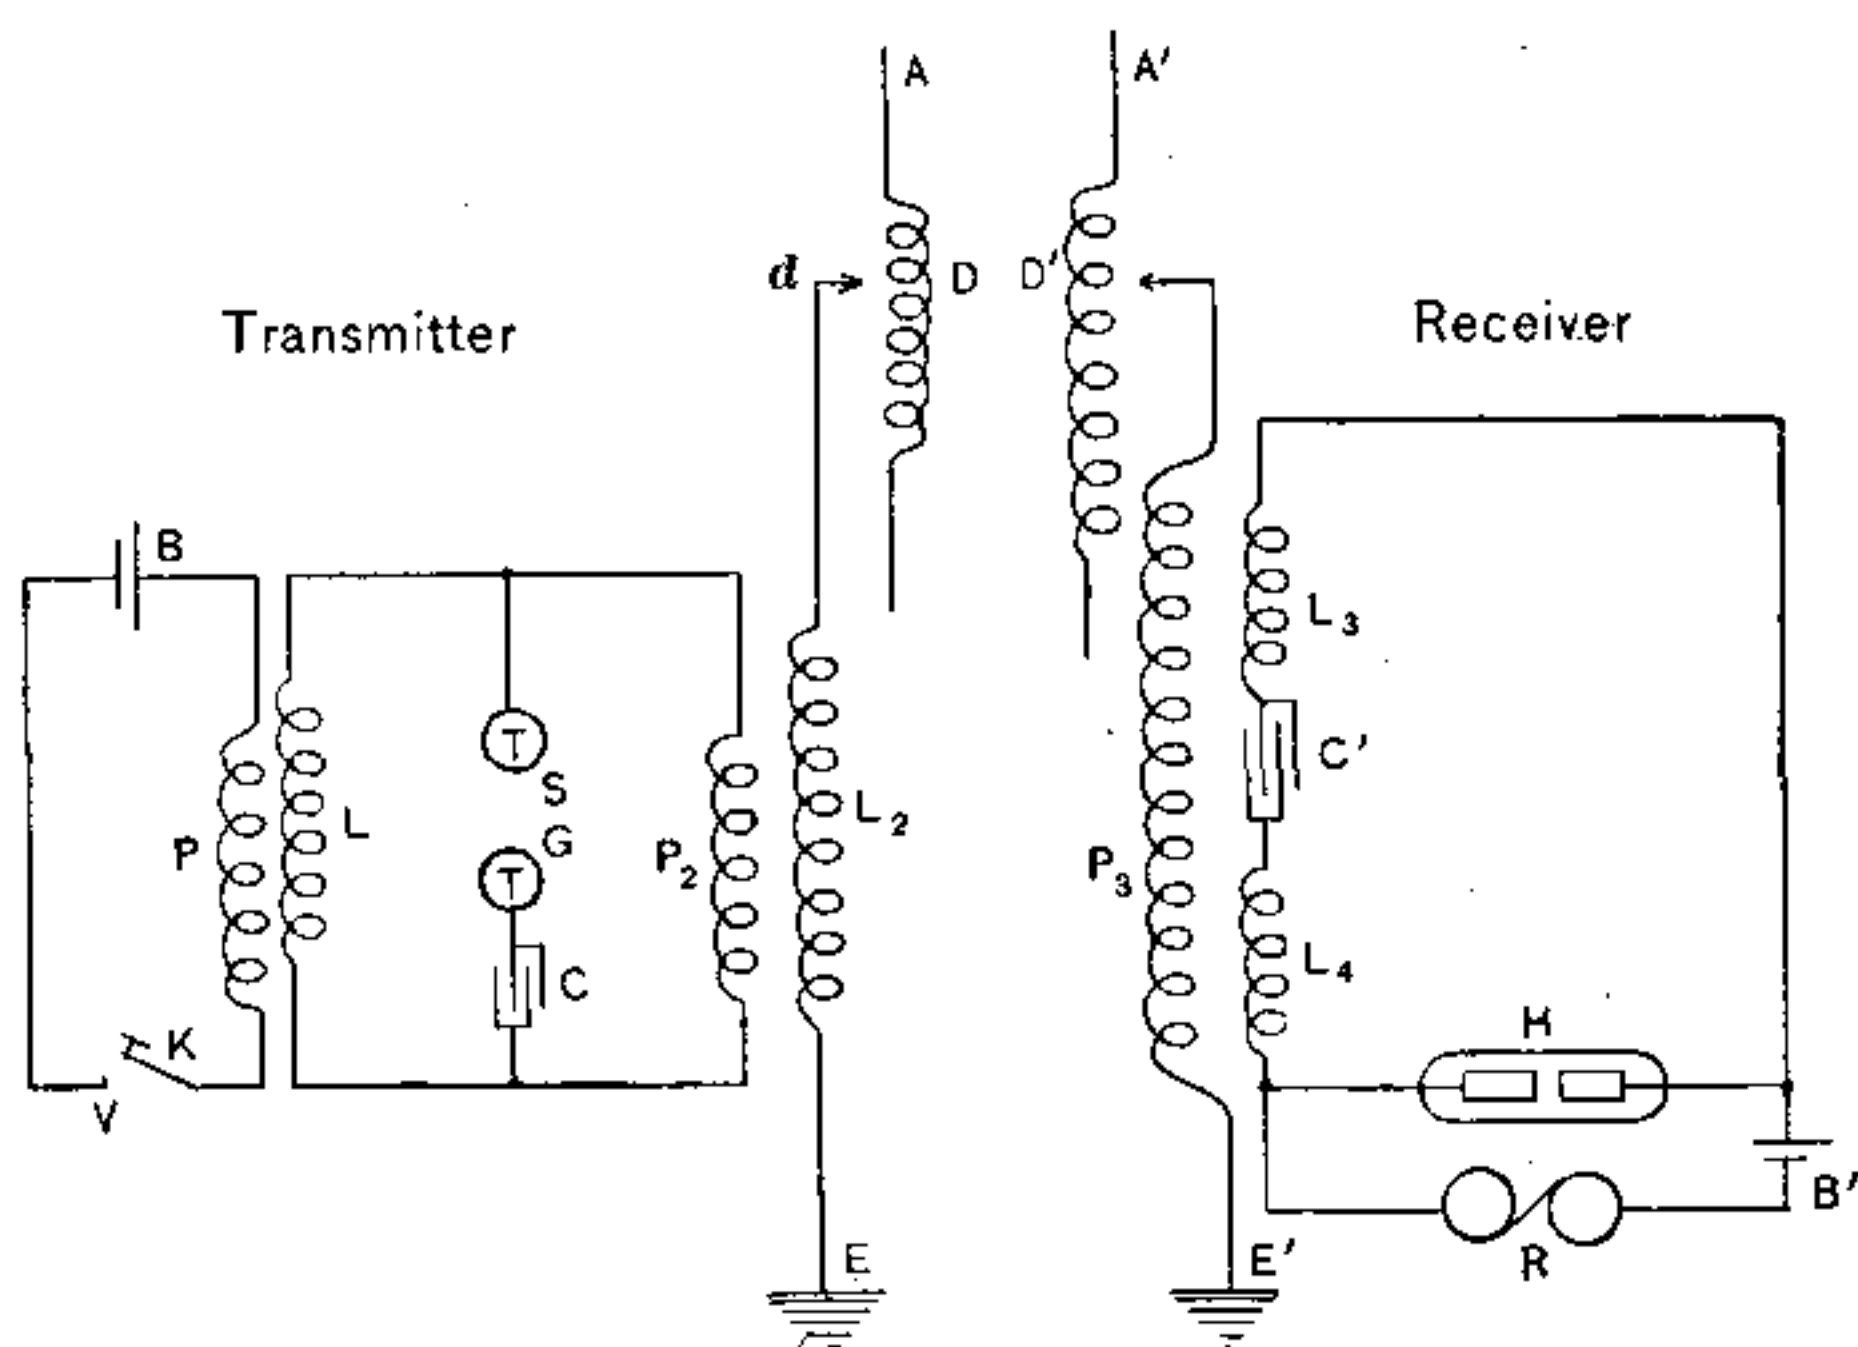 A
A′
d
D
D′
Transmitter
Receiver
B
L₃
C′
T
S
G
T
P
L
P₂
L₂
P₃
C
L₄
K
V
H
B′
R
E
E′